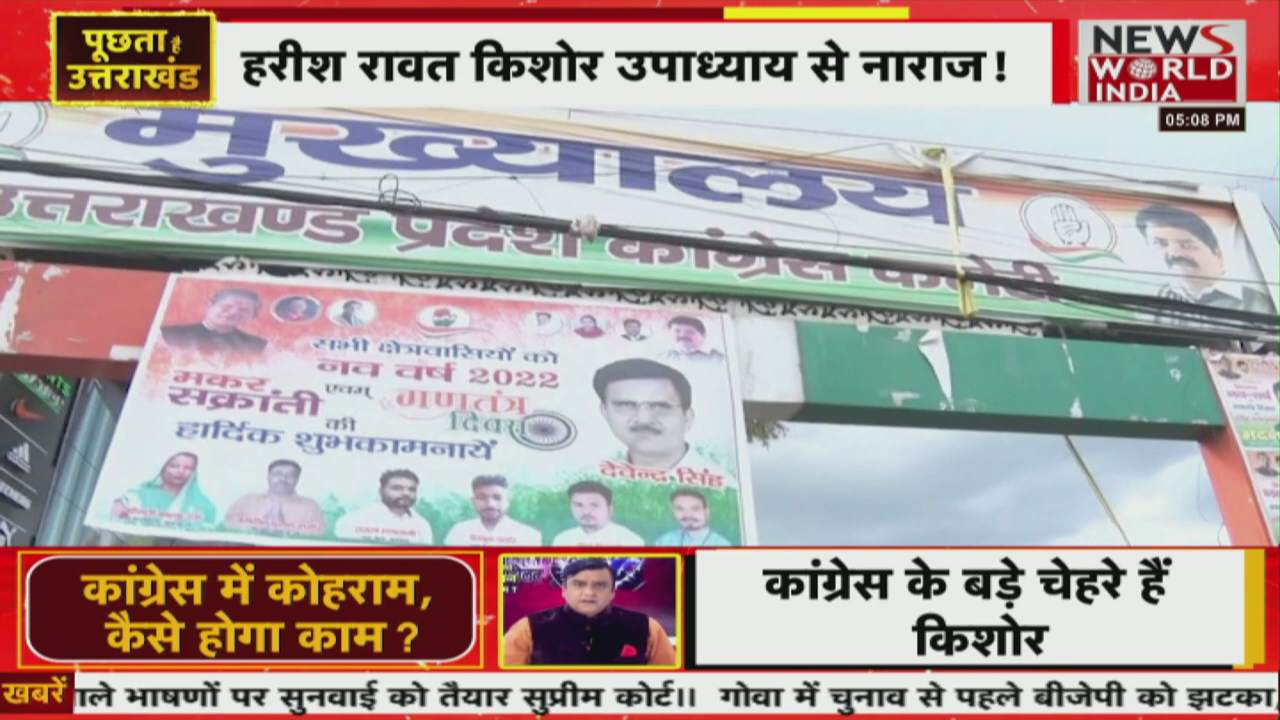 पूछता है
उत्तराखंड
हरीश रावत किशोर उपाध्याय से नाराज!
NEWS
WORLD
INDIA
05:08 PM
मुख्यालय
उत्तराखण्ड प्रदेश कांग्रेस कमेटी
सभी क्षेत्रवासियों को
नव वर्ष 2022
मकर
सक्रांती
एवम् गणतंत्र
दिवस
की
हार्दिक शुभकामनायें
देवेन्द्र सिंह
कांग्रेस में कोहराम,
कैसे होगा काम?
कांग्रेस के बड़े चेहरे हैं
किशोर
खबरें
ाले भाषणों पर सुनवाई को तैयार सुप्रीम कोर्ट।। गोवा में चुनाव से पहले बीजेपी को झटका,